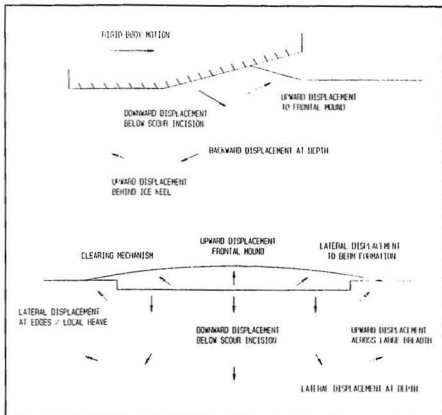 RIGID BODY MOTION
UPWARD DISPLACEMENT
TO FRONTAL MOUND
DOWNWARD DISPLACEMENT
BELOW SCOUR INCISION
BACKWARD DISPLACEMENT AT DEPTH
UPWARD DISPLACEMENT
BEHIND ICE KEEL
CLEARING MECHANISM
UPWARD DISPLACEMENT
FRONTAL MOUND
LATERAL DISPLACEMENT
TO BERM FORMATION
LATERAL DISPLACEMENT
AT EDGES / LOCAL HEAVE
DOWNWARD DISPLACEMENT
BELOW SCOUR INCISION
UPWARD DISPLACEMENT
ACROSS LARGE BREADTH
LATERAL DISPLACEMENT AT DEPTH